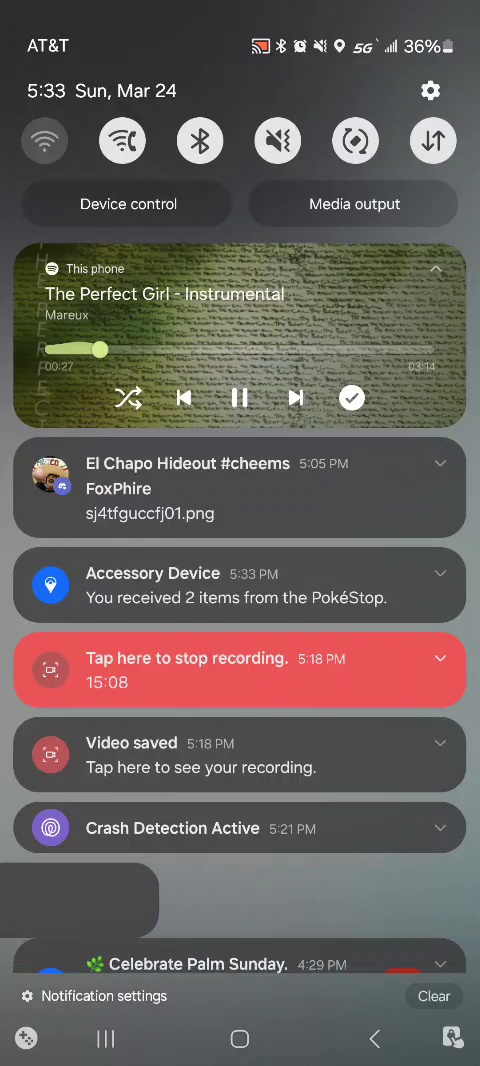 AT&T
5G 36%
5:33 Sun, Mar 24
Device control
Media output
This phone
The Perfect Girl - Instrumental
Mareux
00:27
03:14
El Chapo Hideout #cheems 5:05 PM
FoxPhire
sj4tfguccfj01.png
Accessory Device 5:33 PM
You received 2 items from the PokéStop.
Tap here to stop recording. 5:18 PM
15:08
Video saved 5:18 PM
Tap here to see your recording.
Crash Detection Active 5:21 PM
🌿 Celebrate Palm Sunday. 4:29 PM
Notification settings
Clear